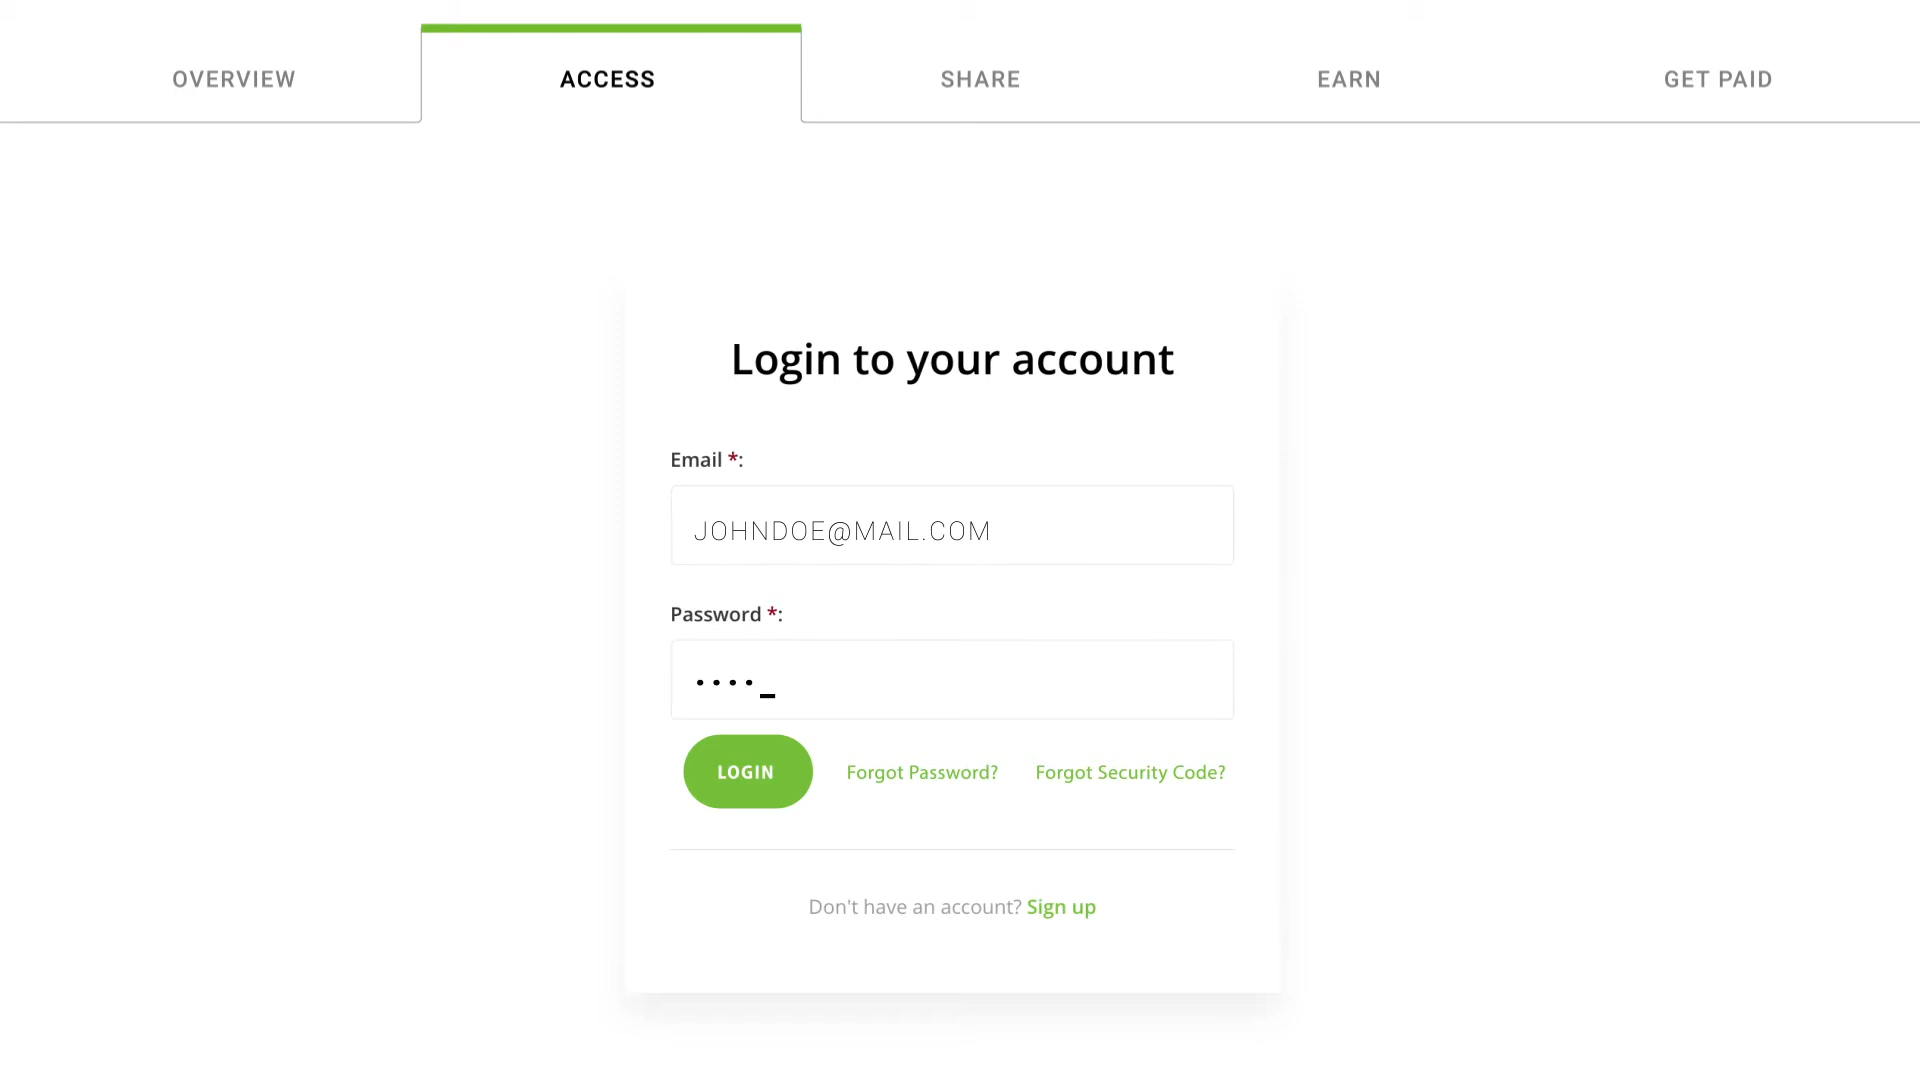 OVERVIEW ACCESS SHARE EARN GET PAID
Login to your account
Email *:
JOHNDOE@MAIL.COM
Password *:
····_
LOGIN Forgot Password? Forgot Security Code?
Don't have an account? Sign up